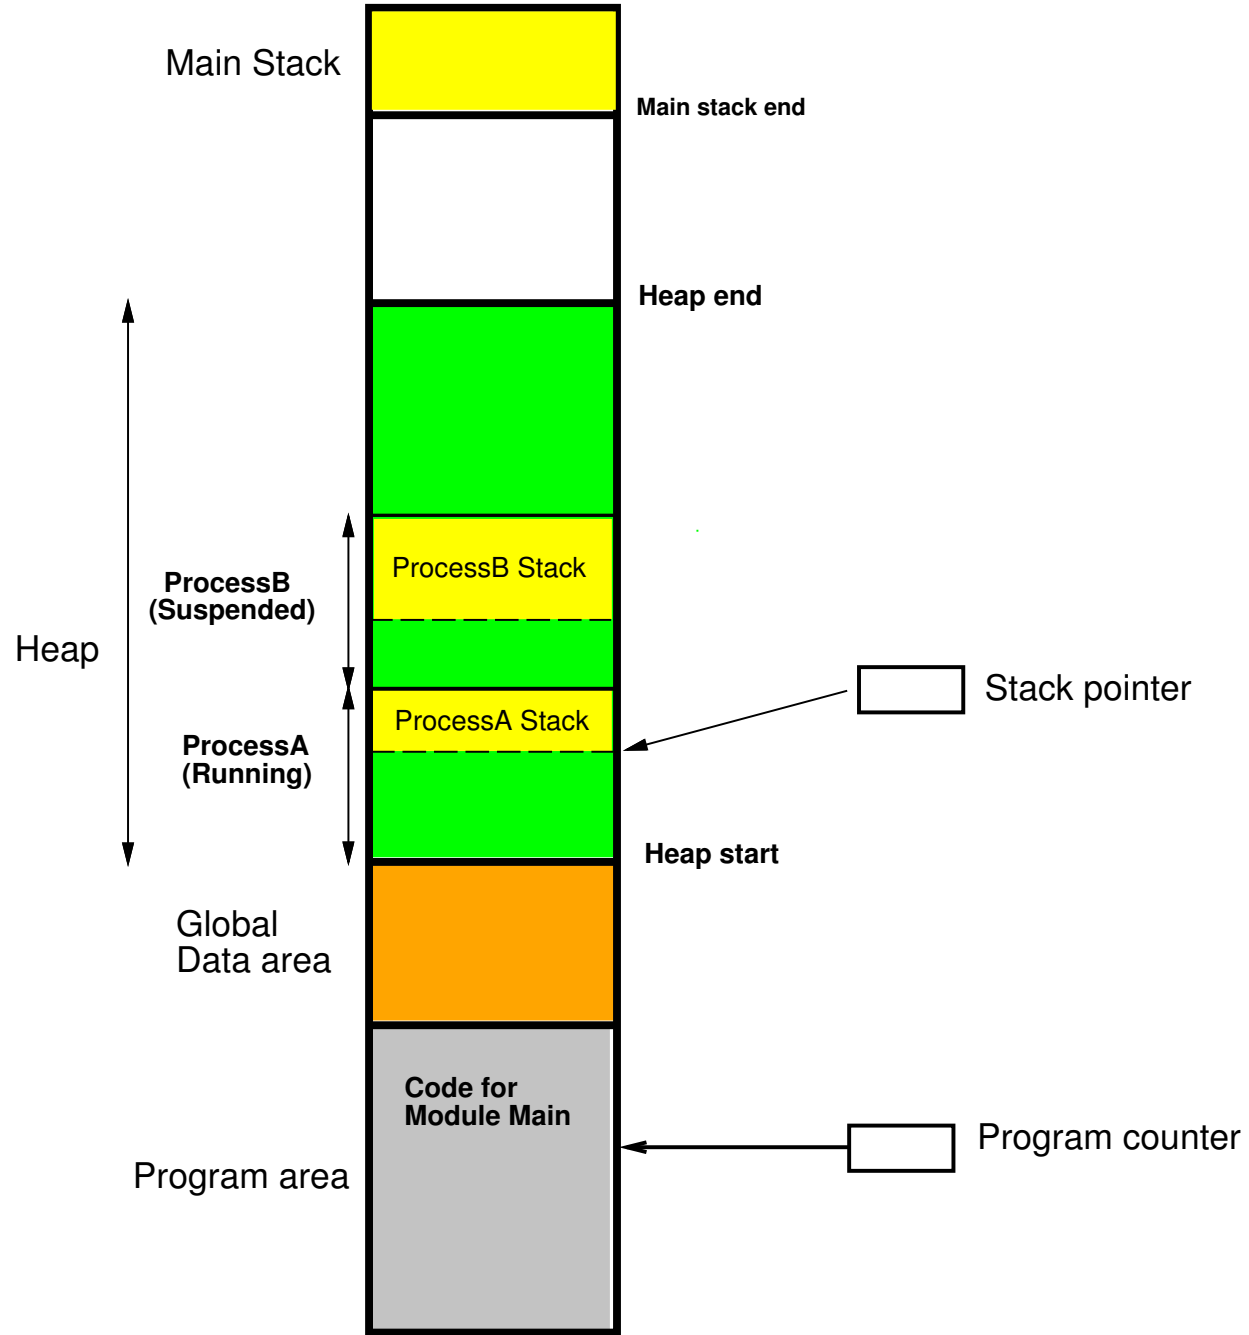 Main Stack
Main stack end
Heap end
ProcessB Stack
ProcessB
(Suspended)
Heap
Stack pointer
ProcessA Stack
ProcessA
(Running)
Heap start
Global
Data area
Code for
Module Main
Program counter
Program area